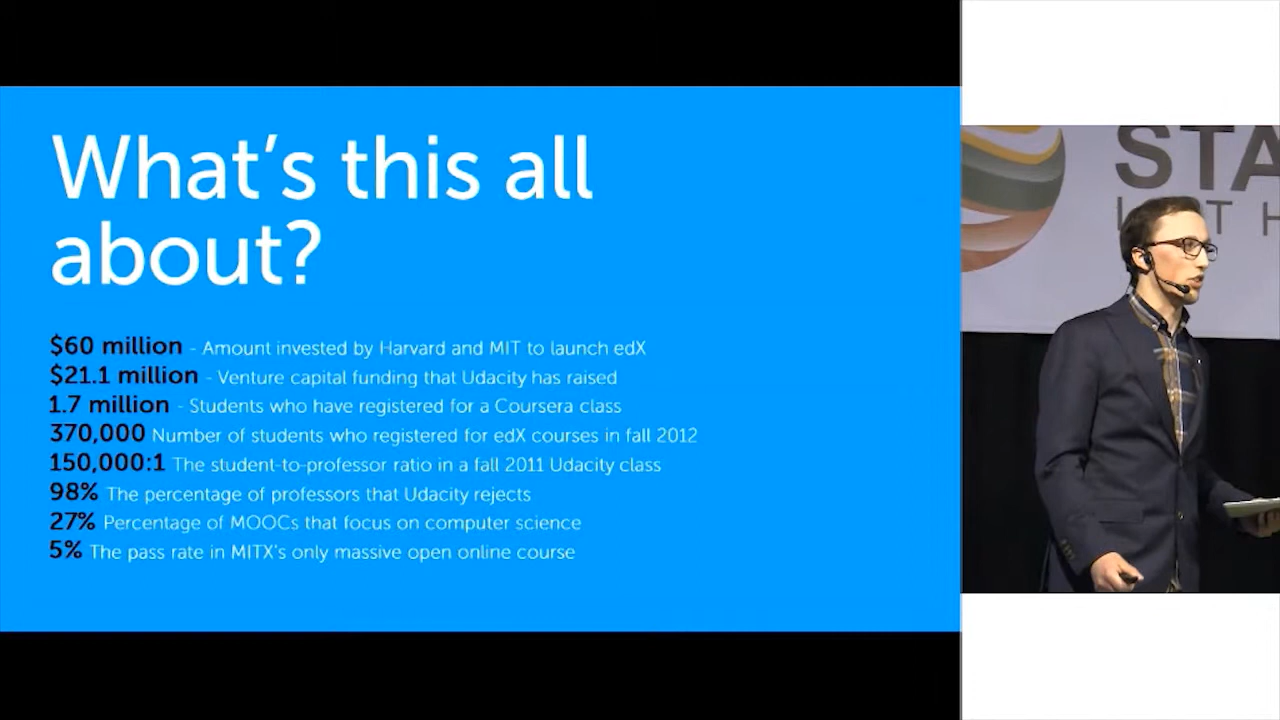 What's this all
about?
$60 million - Amount invested by Harvard and MIT to launch edX
$21.1 million - Venture capital funding that Udacity has raised
1.7 million - Students who have registered for a Coursera class
370,000 Number of students who registered for edX courses in fall 2012
150,000:1 The student-to-professor ratio in a fall 2011 Udacity class
98% The percentage of professors that Udacity rejects
27% Percentage of MOOCs that focus on computer science
5% The pass rate in MITX's only massive open online course
STA